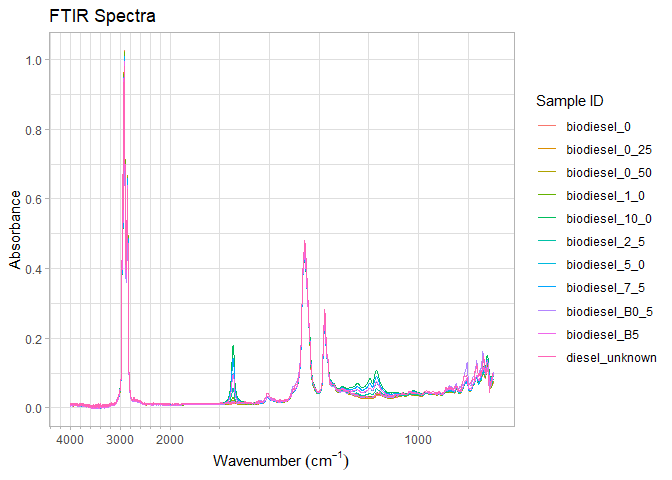 FTIR Spectra
Absorbance
1.0
0.8
0.6
0.4
0.2
0.0
4000 3000 2000 1000
Wavenumber (cm⁻¹)
Sample ID
biodiesel_0
biodiesel_0_25
biodiesel_0_50
biodiesel_1_0
biodiesel_10_0
biodiesel_2_5
biodiesel_5_0
biodiesel_7_5
biodiesel_B0_5
biodiesel_B5
diesel_unknown